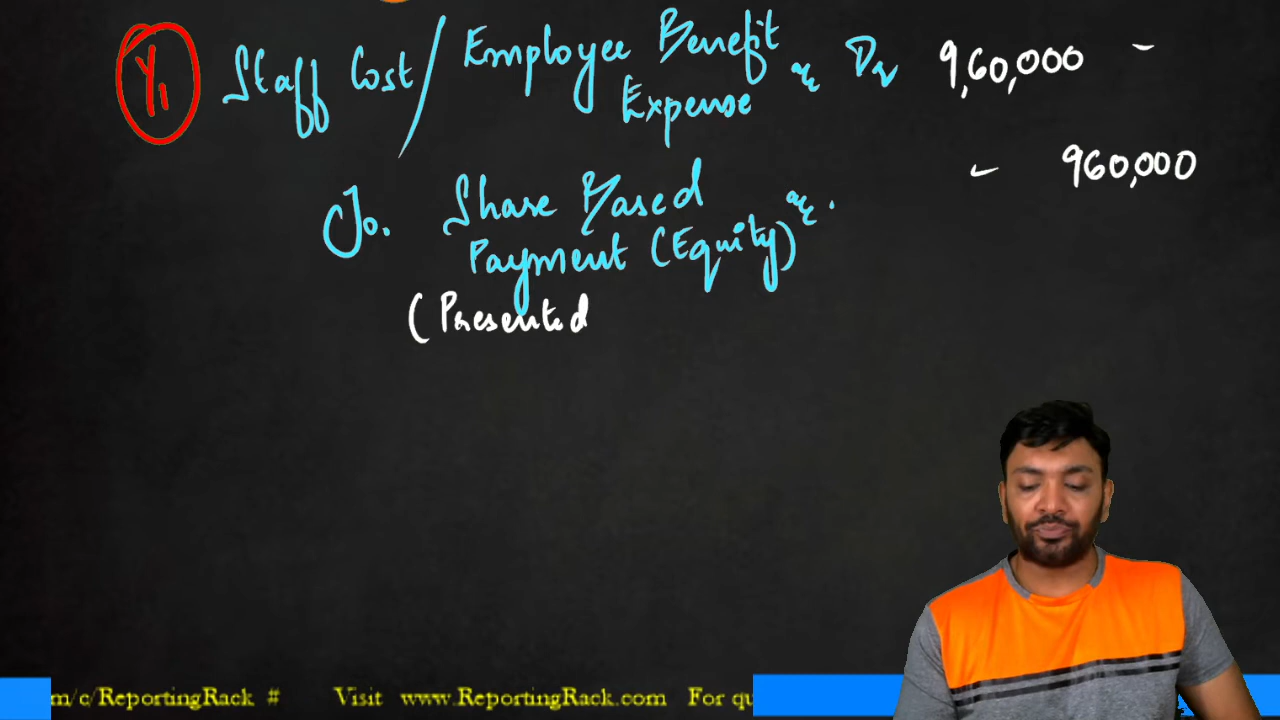 Y1 Staff Cost / Employee Benefit Expense a/c Dr 9,60,000 -
To. Share Based Payment (Equity) a/c. - 960,000
(Presented
m/c/ReportingRack # Visit www.ReportingRack.com For qu